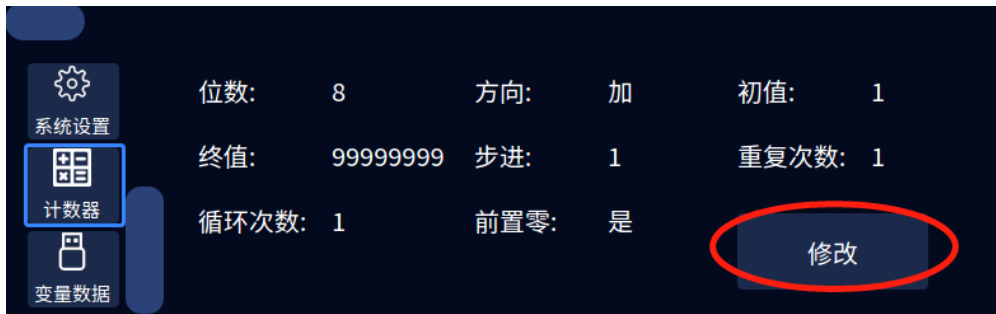 系统设置
计数器
变量数据
位数: 8 方向: 加 初值: 1
终值: 99999999 步进: 1 重复次数: 1
循环次数: 1 前置零: 是
修改